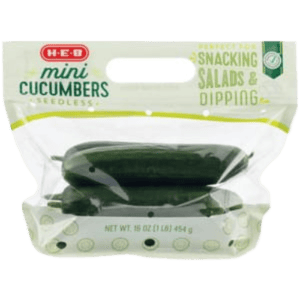 H-E-B
mini
CUCUMBERS
SEEDLESS
PERFECT FOR
SNACKING
SALADS &
DIPPING
NET WT. 16 OZ (1 LB) 454 g